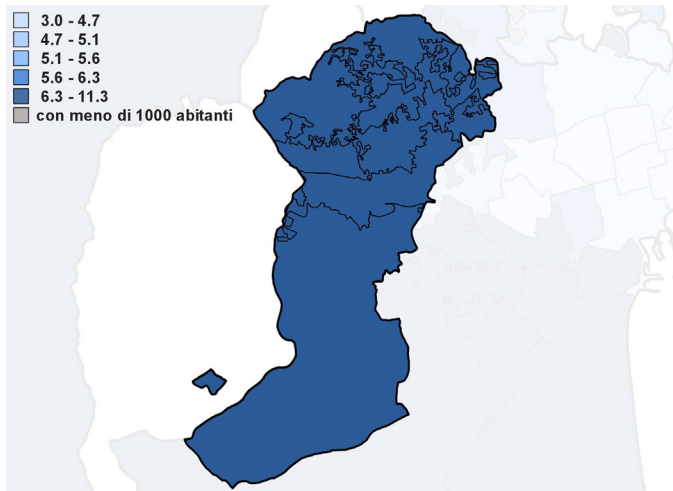 3.0 - 4.7
4.7 - 5.1
5.1 - 5.6
5.6 - 6.3
6.3 - 11.3
con meno di 1000 abitanti